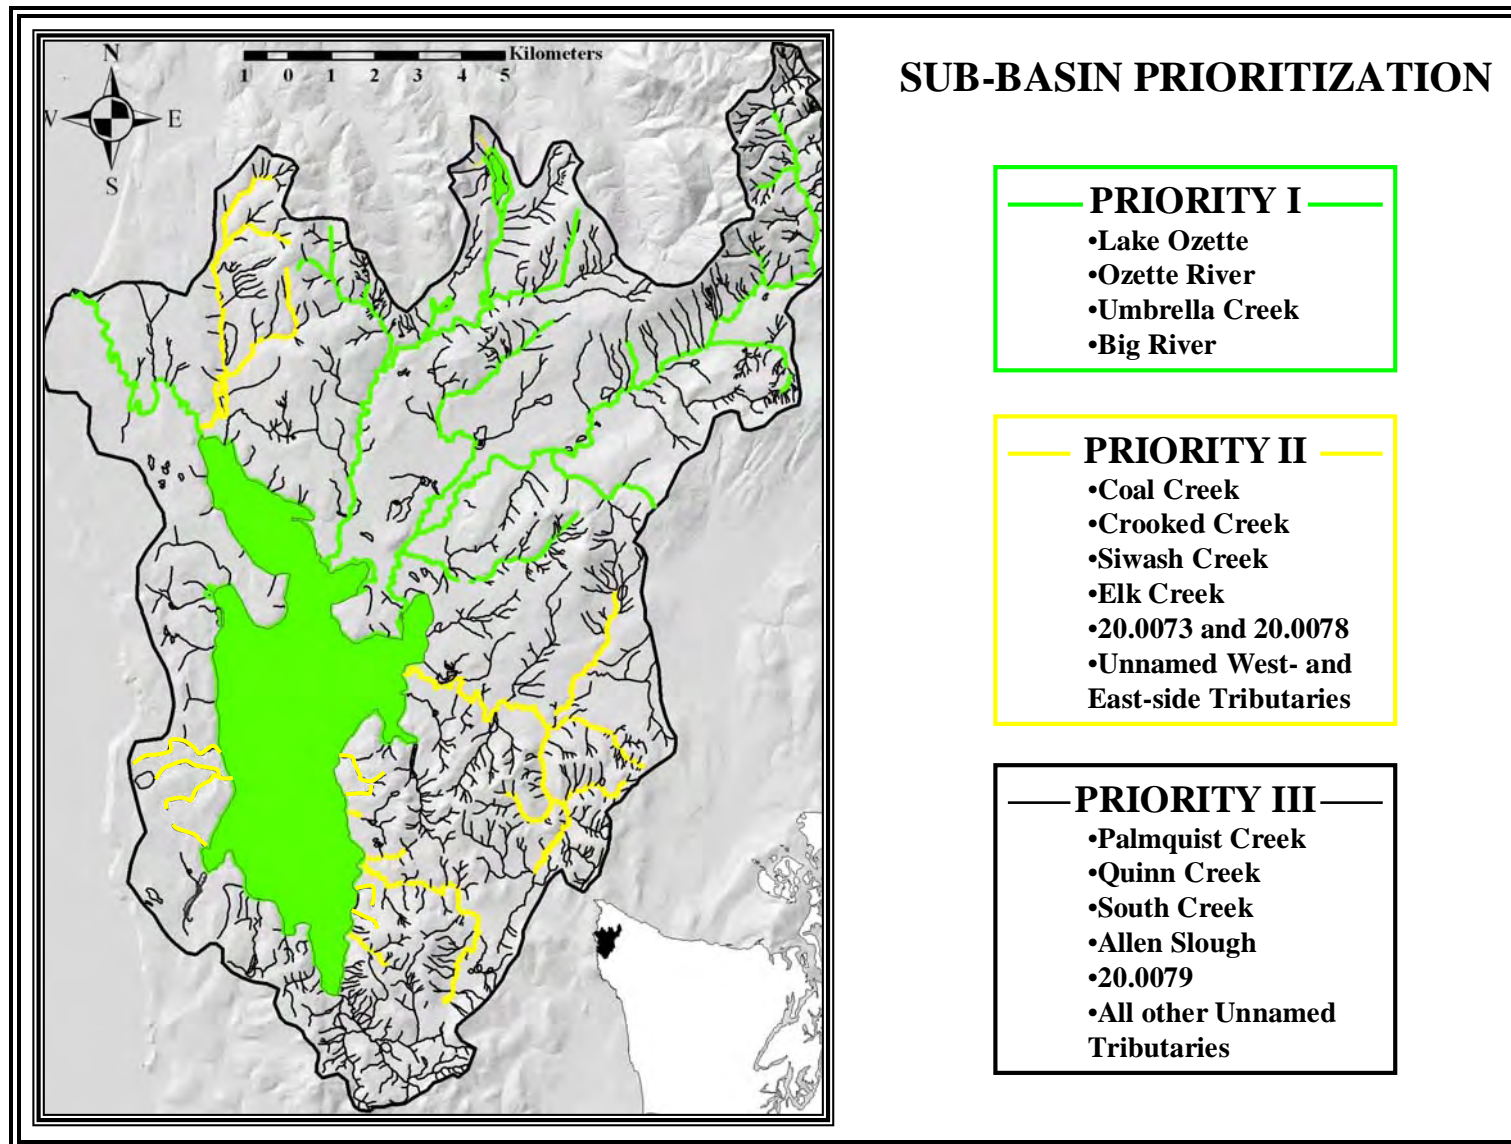 SUB-BASIN PRIORITIZATION
Kilometers
1 0 1 2 3 4 5
N
V E
S
PRIORITY I
•Lake Ozette
•Ozette River
•Umbrella Creek
•Big River
PRIORITY II
•Coal Creek
•Crooked Creek
•Siwash Creek
•Elk Creek
•20.0073 and 20.0078
•Unnamed West- and
East-side Tributaries
PRIORITY III
•Palmquist Creek
•Quinn Creek
•South Creek
•Allen Slough
•20.0079
•All other Unnamed
Tributaries